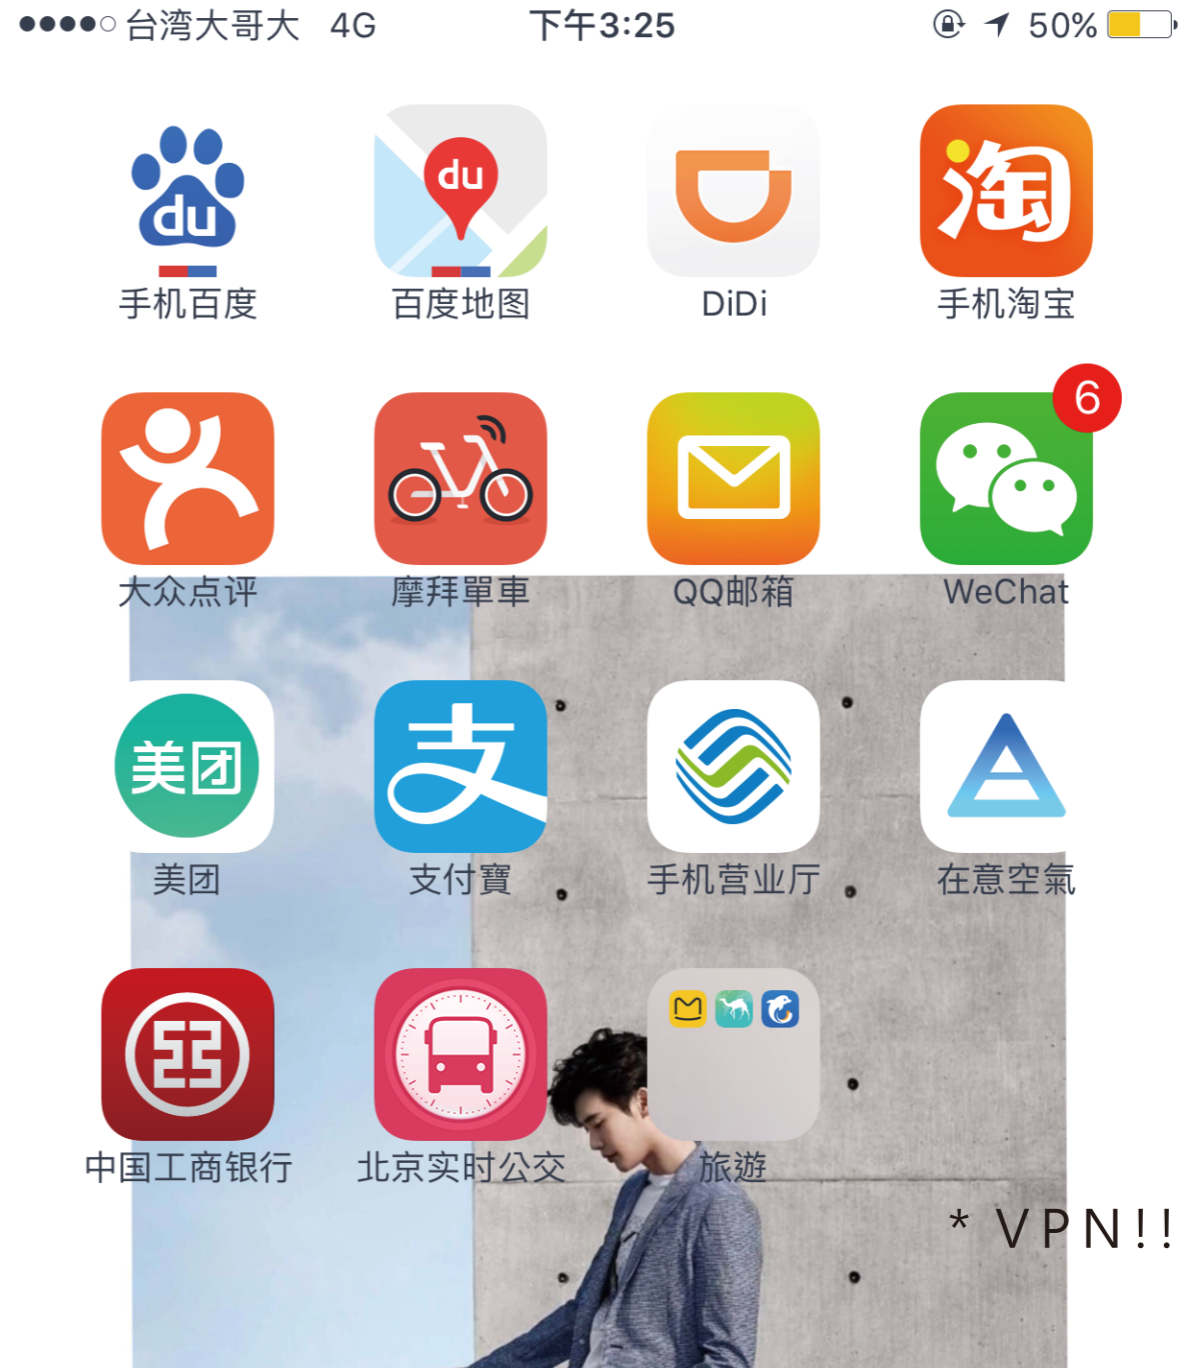 台湾大哥大 4G 下午3:25 50%
du du 淘
手机百度 百度地图 DiDi 手机淘宝
6
大众点评 摩拜單車 QQ邮箱 WeChat
美团 支
美团 支付寶 手机营业厅 在意空氣
中国工商银行 北京实时公交 旅遊
* VPN!!